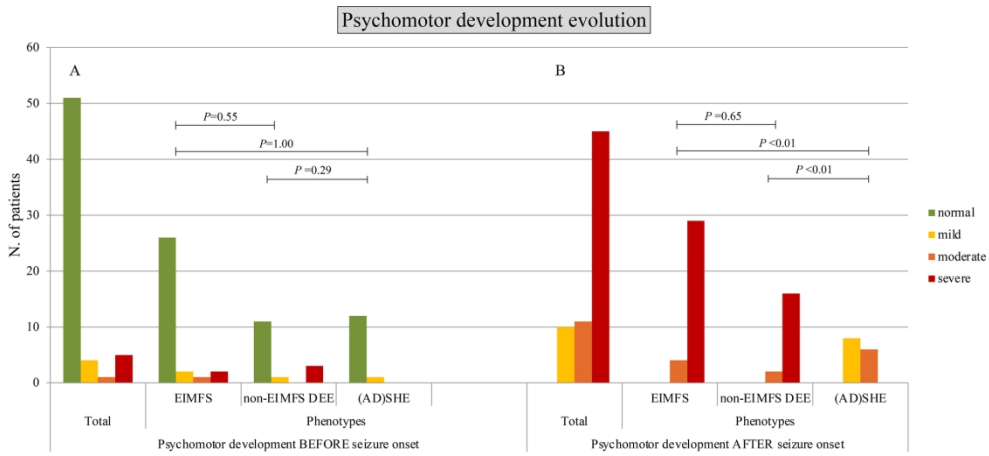 Psychomotor development evolution
60
50
40
30
20
10
0
N. of patients
A
P=0.55
P=1.00
P =0.29
B
P =0.65
P <0.01
P <0.01
normal
mild
moderate
severe
EIMFS
non-EIMFS DEE
(AD)SHE
EIMFS
non-EIMFS DEE
(AD)SHE
Total
Phenotypes
Total
Phenotypes
Psychomotor development BEFORE seizure onset
Psychomotor development AFTER seizure onset